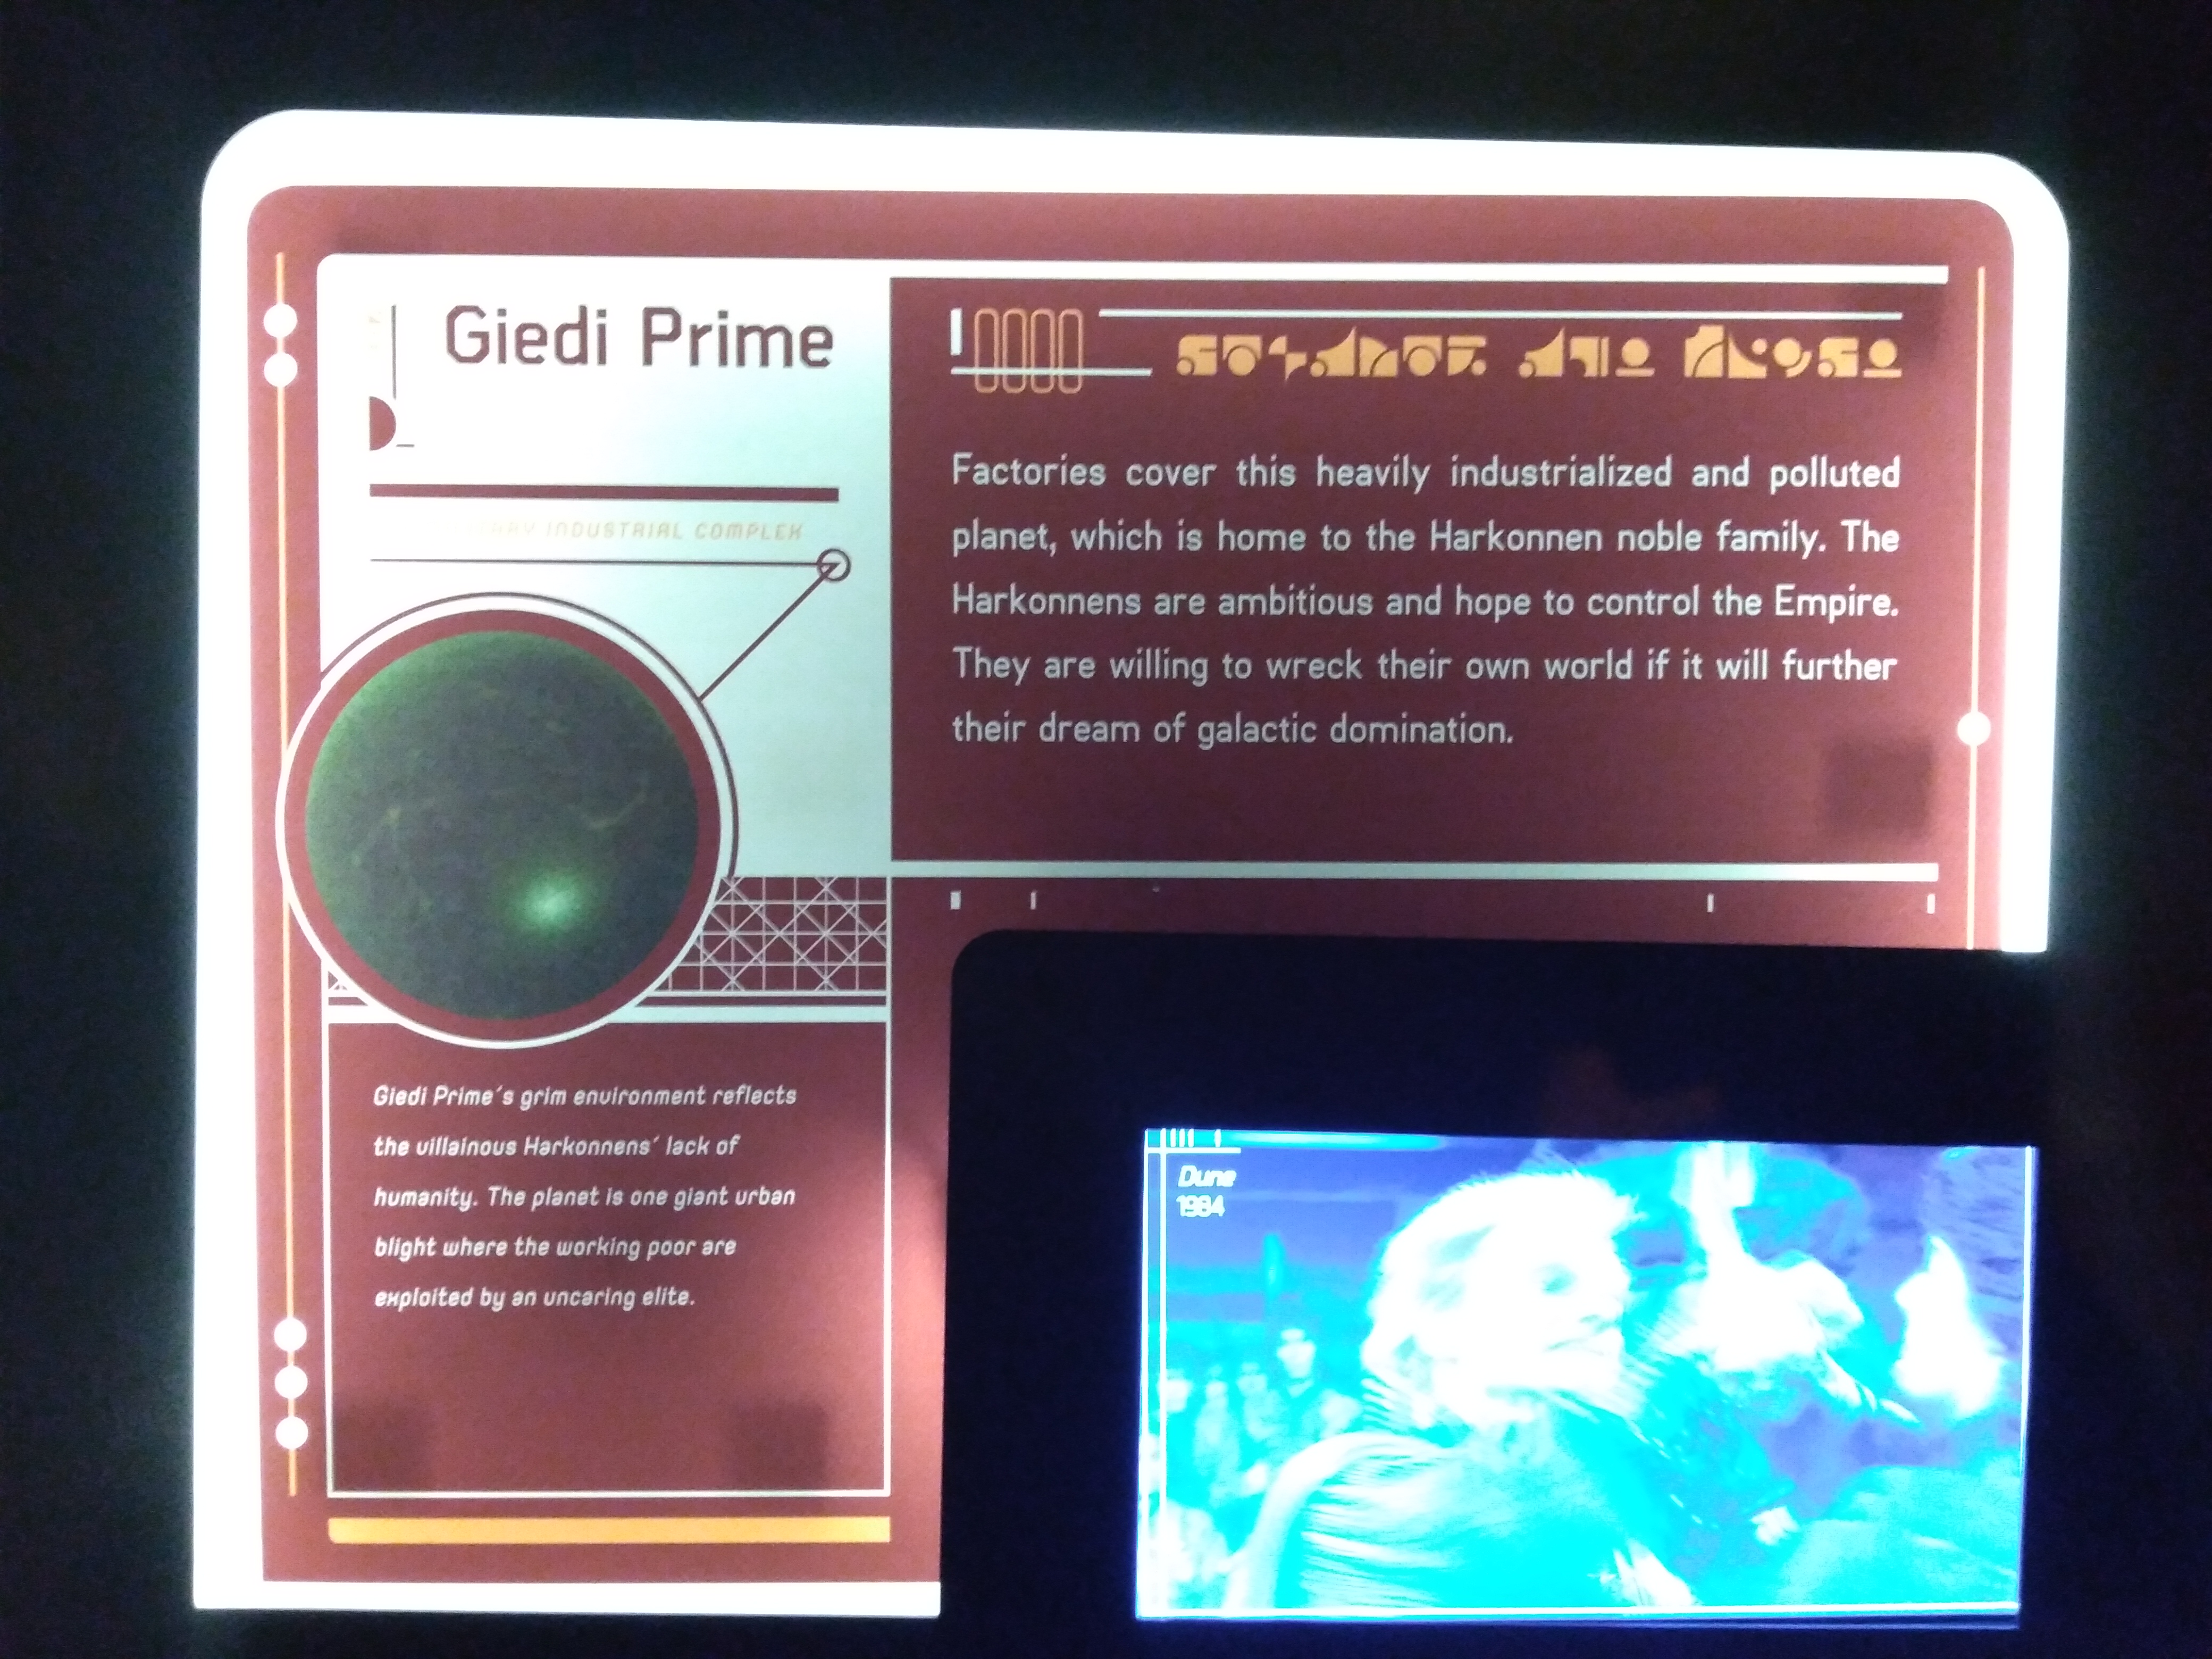 Giedi Prime
INDUSTRIAL COMPLEX
Factories cover this heavily industrialized and polluted
planet, which is home to the Harkonnen noble family. The
Harkonnens are ambitious and hope to control the Empire.
They are willing to wreck their own world if it will further
their dream of galactic domination.
Giedi Prime's grim environment reflects
the villainous Harkonnens' lack of
humanity. The planet is one giant urban
blight where the working poor are
exploited by an uncaring elite.
Dune
1984